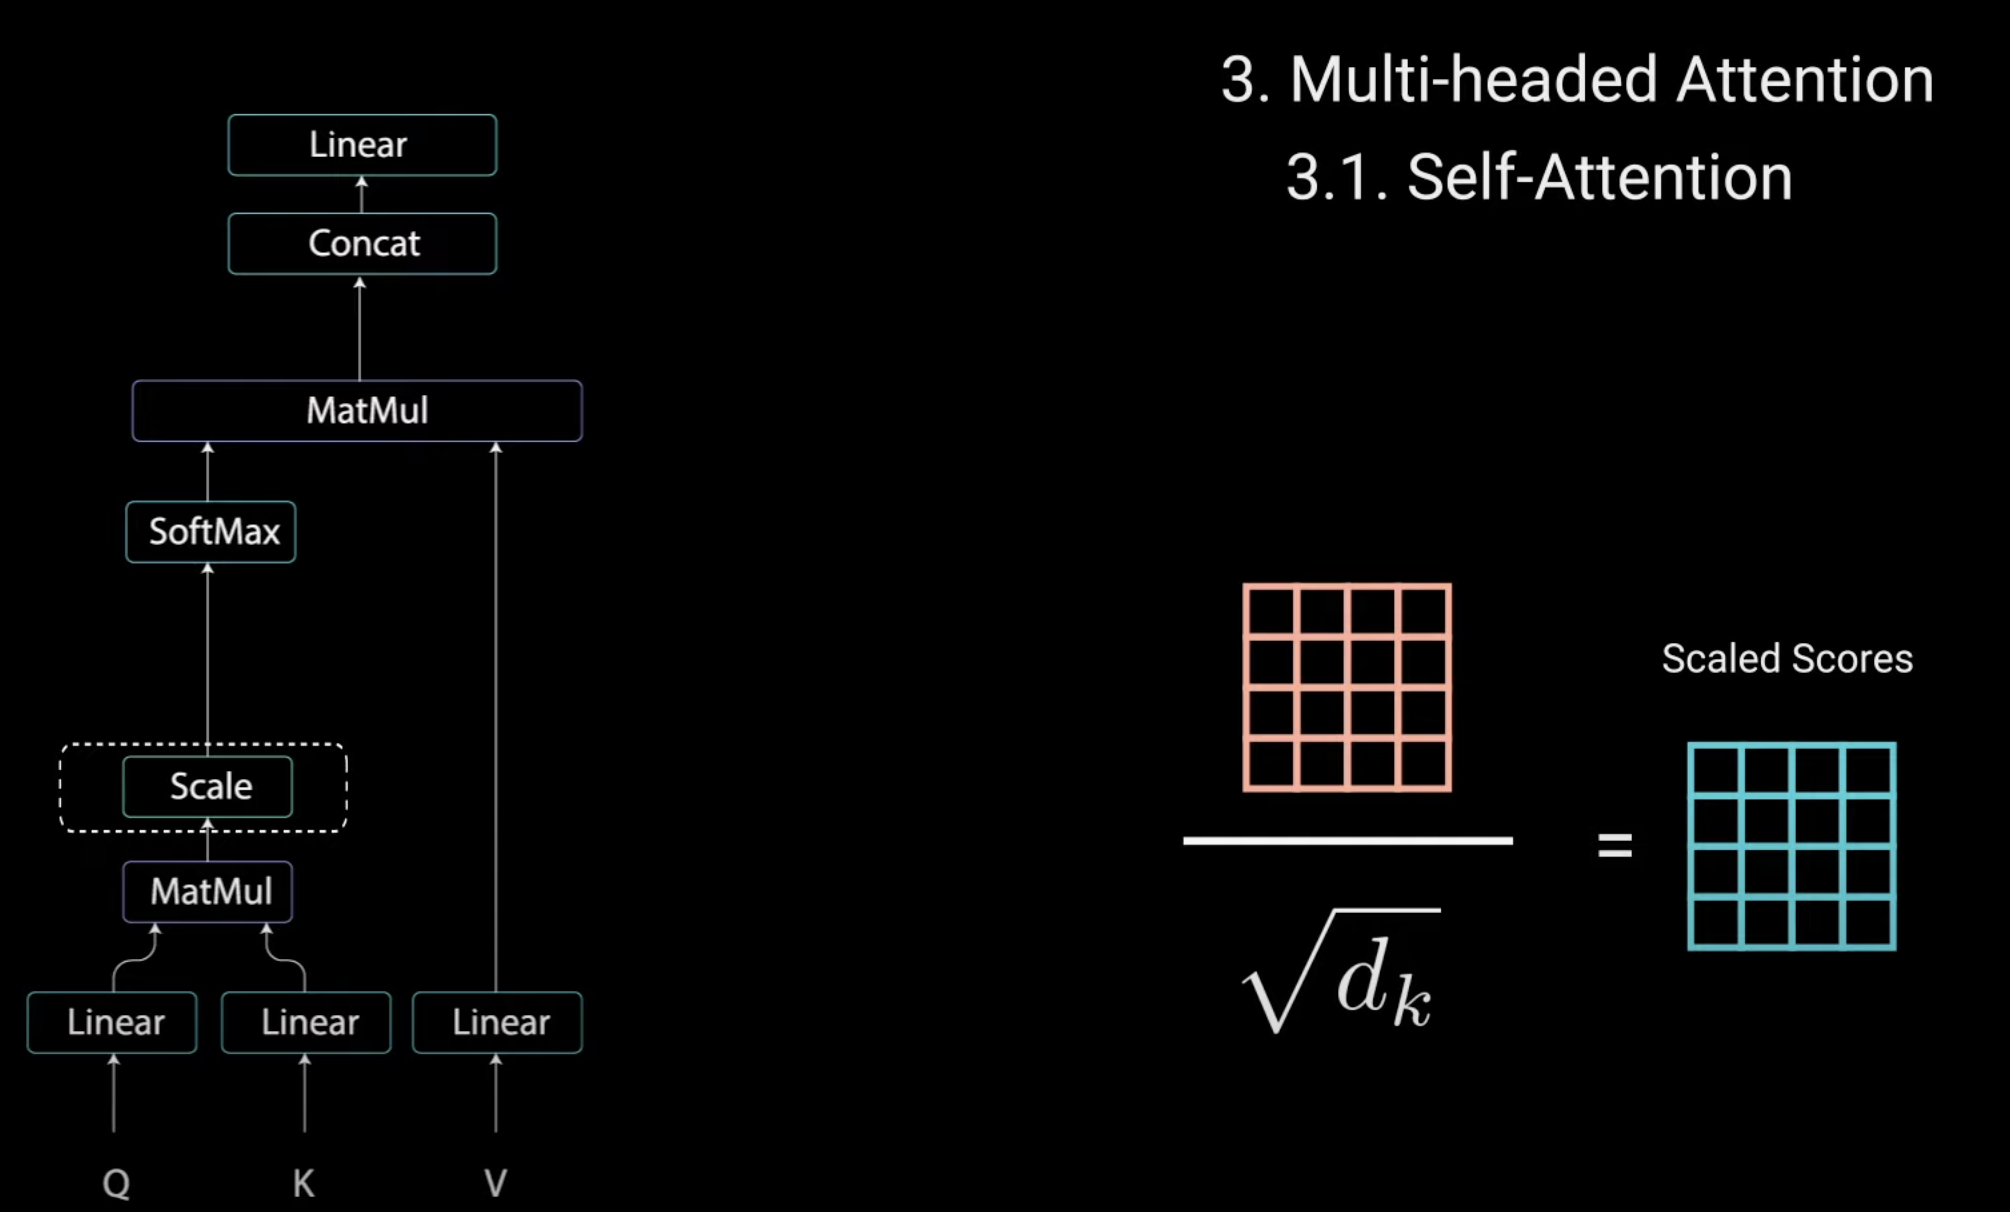 3. Multi-headed Attention
3.1. Self-Attention
Linear
Concat
MatMul
SoftMax
Scale
MatMul
Linear
Linear
Linear
Q
K
V
√d_k
=
Scaled Scores